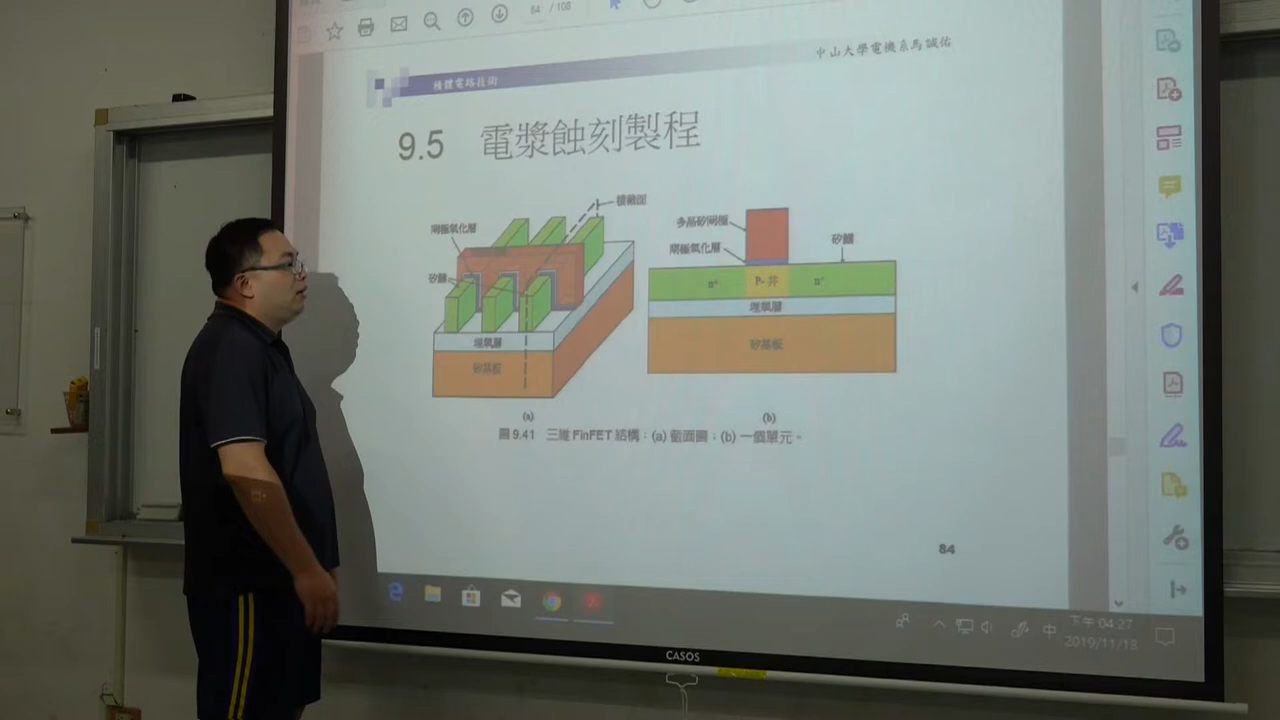 84 / 108
中山大學電機系馬誠佑
積體電路技術
9.5 電漿蝕刻製程
橫截面
閘極氧化層
矽鰭
埋氧層
矽基板
(a)
多晶矽閘極
閘極氧化層
矽鰭
n⁺ P-井 n⁺
埋氧層
矽基板
(b)
圖 9.41 三維 FinFET 結構：(a) 截面圖；(b) 一個單元。
84
中
下午 04:27
2019/11/18
CASOS